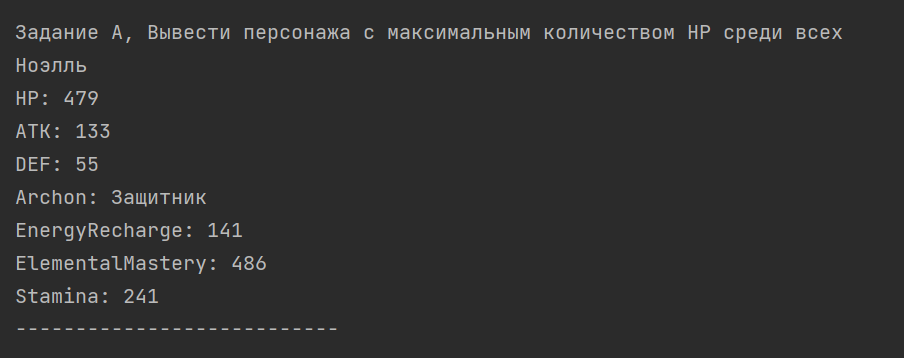 Задание A, Вывести персонажа с максимальным количеством HP среди всех
Ноэлль
HP: 479
ATK: 133
DEF: 55
Archon: Защитник
EnergyRecharge: 141
ElementalMastery: 486
Stamina: 241
---------------------------